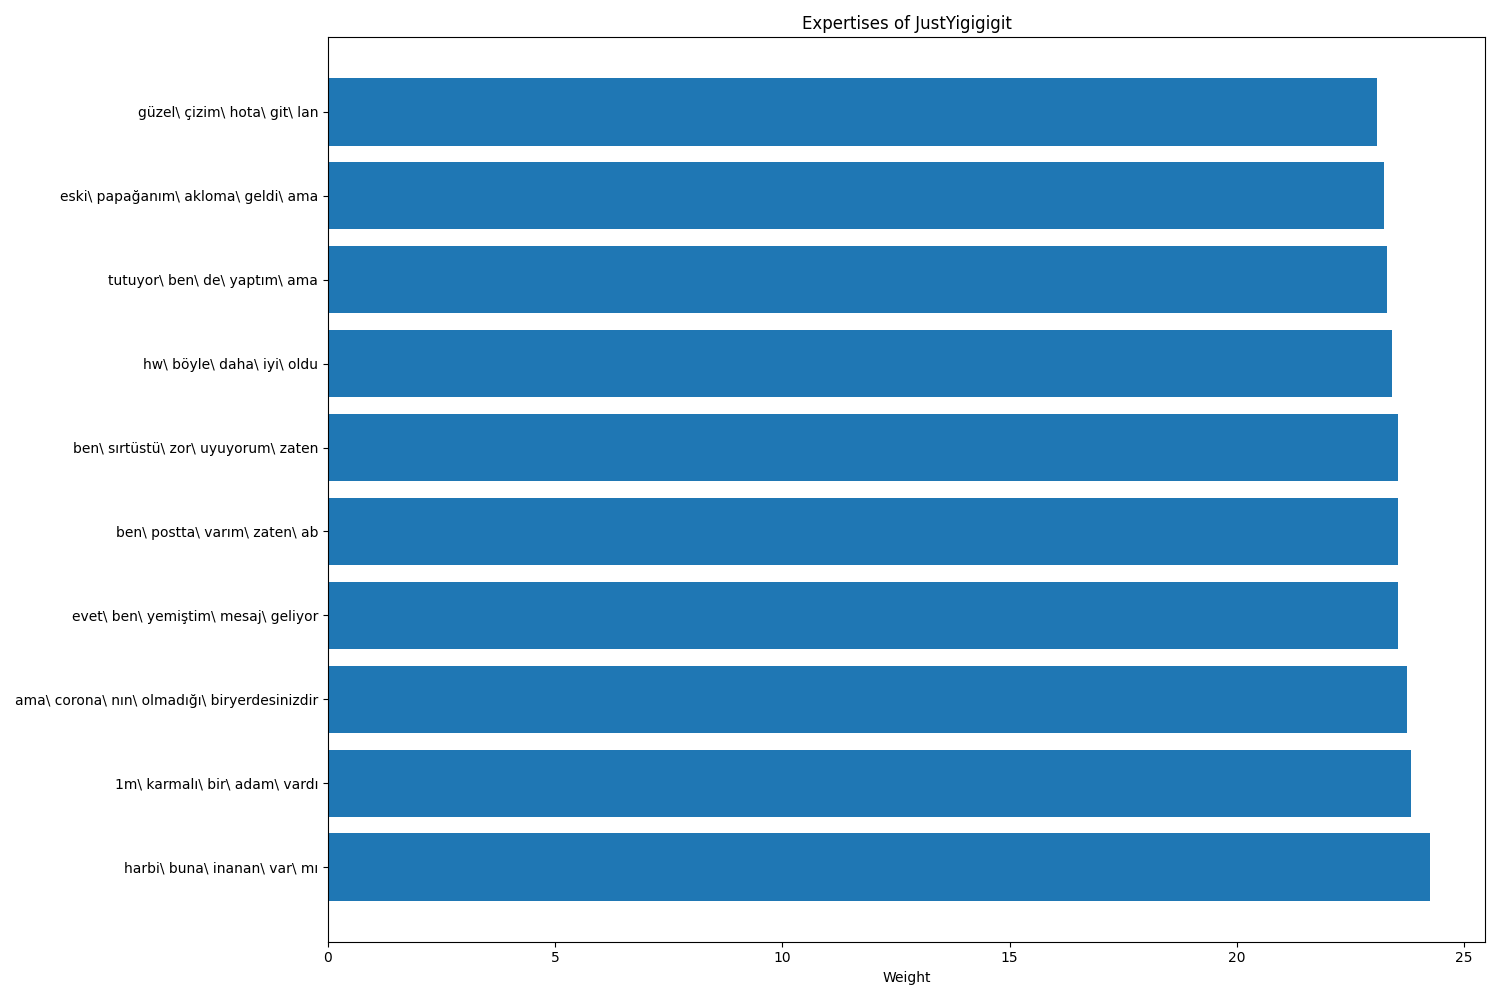 Expertises of JustYigigigit
güzel\ çizim\ hota\ git\ lan
eski\ papağanım\ akloma\ geldi\ ama
tutuyor\ ben\ de\ yaptım\ ama
hw\ böyle\ daha\ iyi\ oldu
ben\ sırtüstü\ zor\ uyuyorum\ zaten
ben\ postta\ varım\ zaten\ ab
evet\ ben\ yemiştim\ mesaj\ geliyor
ama\ corona\ nın\ olmadığı\ biryerdesinizdir
1m\ karmalı\ bir\ adam\ vardı
harbi\ buna\ inanan\ var\ mı
0 5 10 15 20 25
Weight